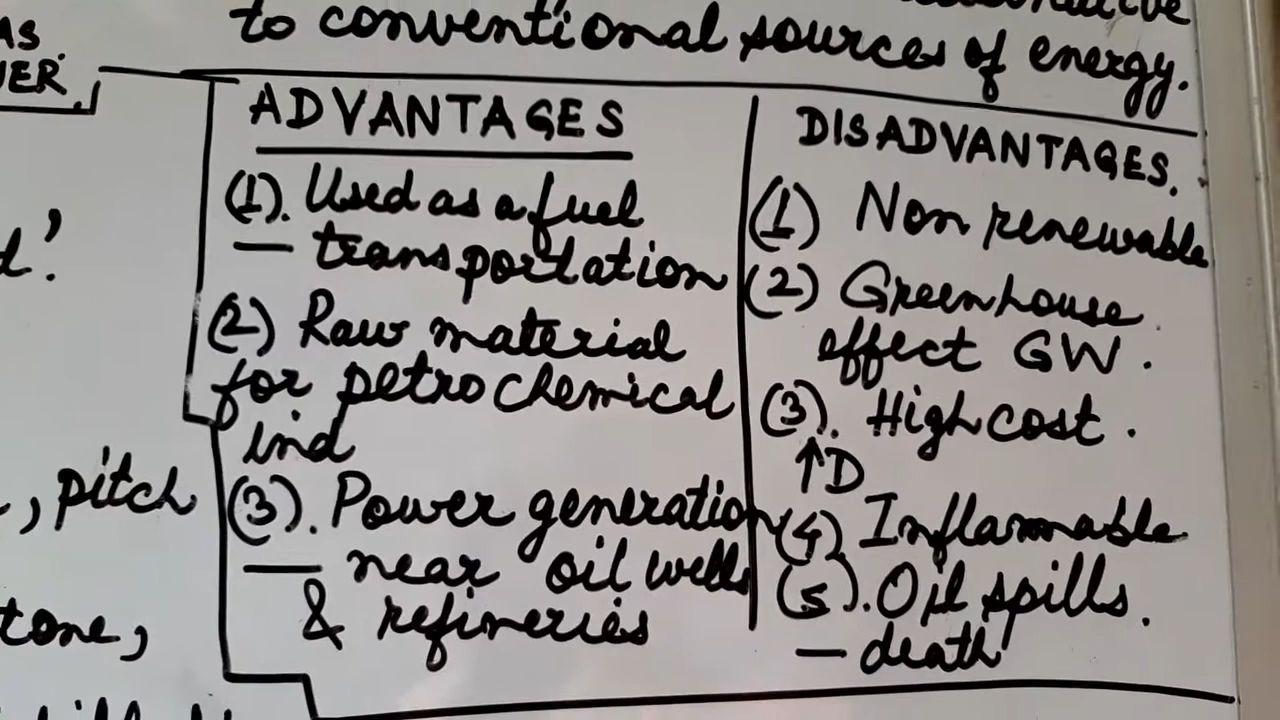 to conventional sources of energy.
AS
ADVANTAGES
(1). Used as a fuel
— transportation
(2) Raw material
for petrochemical
ind
(3). Power generation
— near oil wells
& refineries
DISADVANTAGES.
(1) Non renewable
(2) Greenhouse
effect GW.
(3). High cost.
↑D
(4) Inflammable
(5). Oil spills.
— death
, pitch
tone,